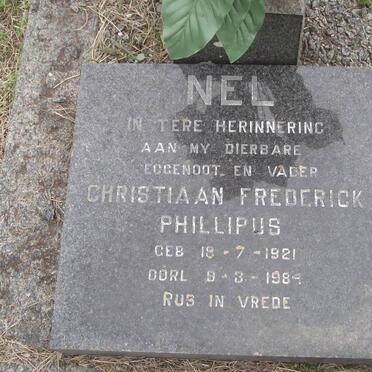 NEL
IN TERE HERINNERING
AAN MY DIERBARE
EGGENOOT EN VADER
CHRISTIAAN FREDERICK
PHILLIPUS
GEB 18-7-1921
OORL 9-3-1984
RUS IN VREDE